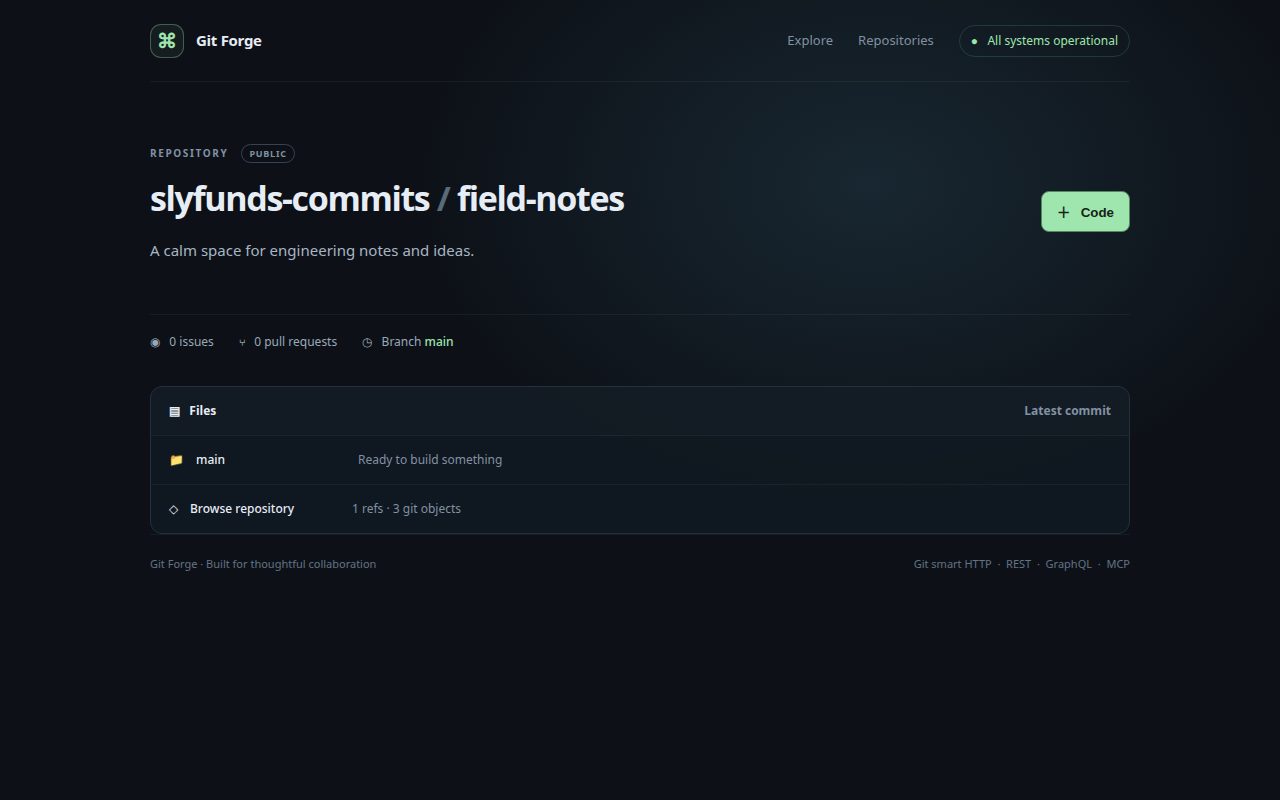 ⌘ Git Forge
Explore Repositories ● All systems operational
REPOSITORY PUBLIC
slyfunds-commits / field-notes
+ Code
A calm space for engineering notes and ideas.
◉ 0 issues ⑂ 0 pull requests ◷ Branch main
▤ Files Latest commit
📁 main Ready to build something
◇ Browse repository 1 refs · 3 git objects
Git Forge · Built for thoughtful collaboration Git smart HTTP · REST · GraphQL · MCP